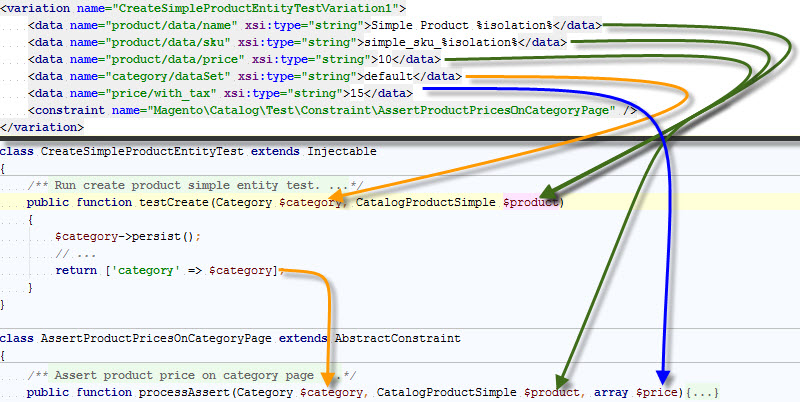 <variation name="CreateSimpleProductEntityTestVariation1">
<data name="product/data/name" xsi:type="string">Simple Product %isolation%</data>
<data name="product/data/sku" xsi:type="string">simple_sku_%isolation%</data>
<data name="product/data/price" xsi:type="string">10</data>
<data name="category/dataSet" xsi:type="string">default</data>
<data name="price/with_tax" xsi:type="string">15</data>
<constraint name="Magento\Catalog\Test\Constraint\AssertProductPricesOnCategoryPage" />
</variation>
class CreateSimpleProductEntityTest extends Injectable
{
/** Run create product simple entity test. ...*/
public function testCreate(Category $category, CatalogProductSimple $product)
{
$category->persist();
// ...
return ['category' => $category];
}
}
class AssertProductPricesOnCategoryPage extends AbstractConstraint
{
/** Assert product price on category page ...*/
public function processAssert(Category $category, CatalogProductSimple $product, array $price){...}